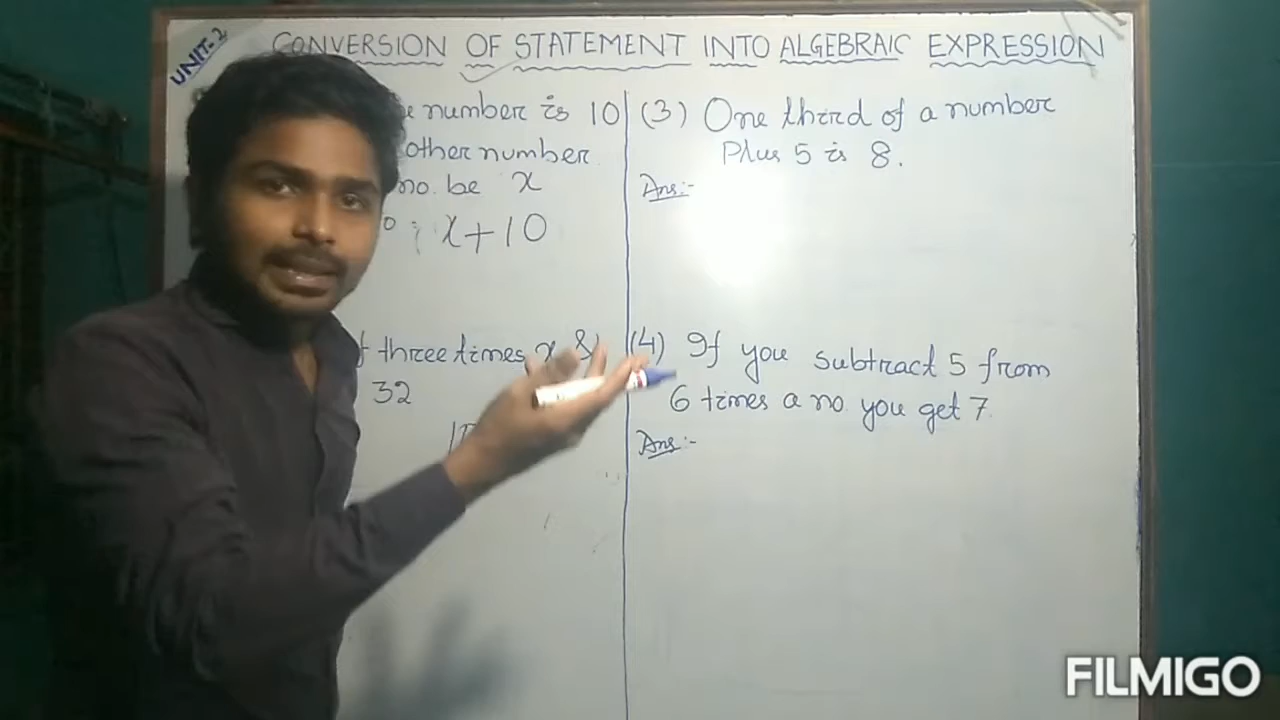 UNIT-2
CONVERSION OF STATEMENT INTO ALGEBRAIC EXPRESSION
number is 10
other number
no. be x
x+10
three times x &
32
(3) One third of a number
Plus 5 is 8.
Ans:-
(4) If you subtract 5 from
6 times a no. you get 7
Ans:-
FILMIGO